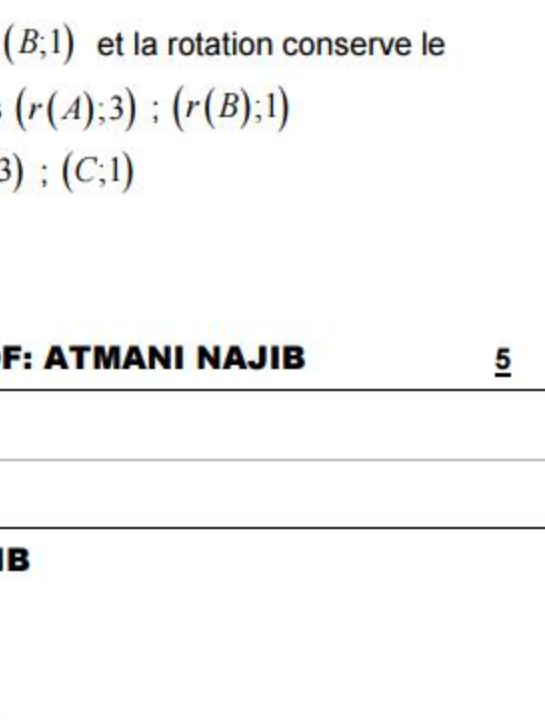 (B;1) et la rotation conserve le
(r(A);3) ; (r(B);1)
3) ; (C;1)
F: ATMANI NAJIB 5
IB